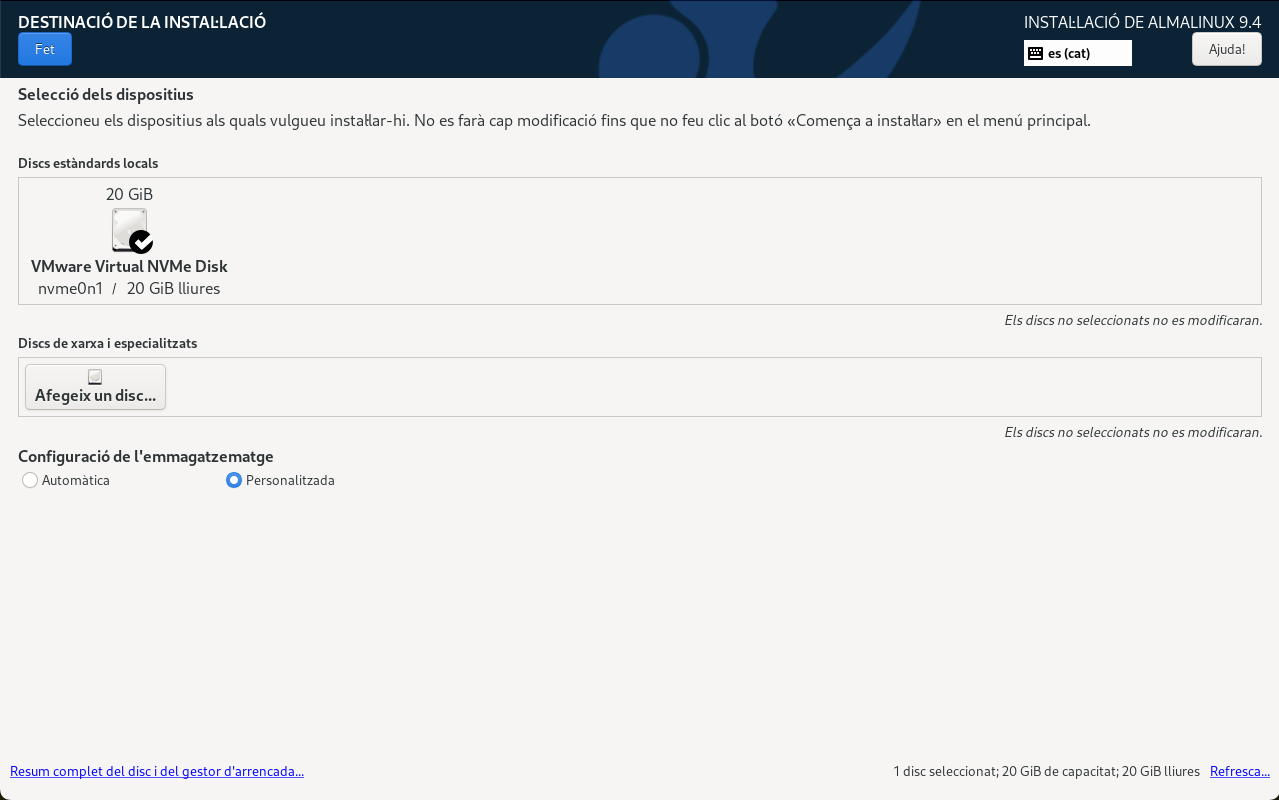 DESTINACIÓ DE LA INSTAL·LACIÓ
INSTAL·LACIÓ DE ALMALINUX 9.4
Fet
es (cat)
Ajuda!
Selecció dels dispositius
Seleccioneu els dispositius als quals vulgueu instal·lar-hi. No es farà cap modificació fins que no feu clic al botó «Comença a instal·lar» en el menú principal.
Discs estàndards locals
20 GiB
VMware Virtual NVMe Disk
nvme0n1 / 20 GiB lliures
Els discs no seleccionats no es modificaran.
Discs de xarxa i especialitzats
Afegeix un disc...
Els discs no seleccionats no es modificaran.
Configuració de l'emmagatzematge
Automàtica
Personalitzada
Resum complet del disc i del gestor d'arrencada...
1 disc seleccionat; 20 GiB de capacitat; 20 GiB lliures
Refresca...